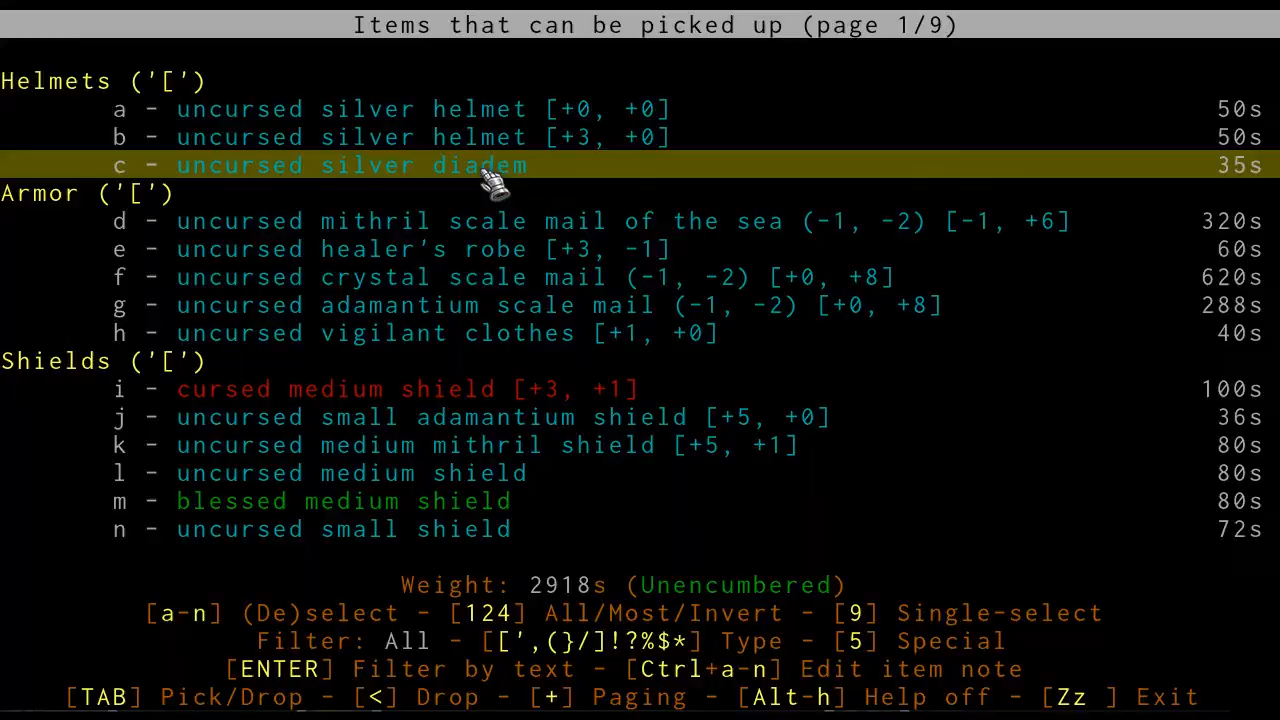 Items that can be picked up (page 1/9)
Helmets ('[')
a - uncursed silver helmet [+0, +0] 50s
b - uncursed silver helmet [+3, +0] 50s
c - uncursed silver diadem 35s
Armor ('[')
d - uncursed mithril scale mail of the sea (-1, -2) [-1, +6] 320s
e - uncursed healer's robe [+3, -1] 60s
f - uncursed crystal scale mail (-1, -2) [+0, +8] 620s
g - uncursed adamantium scale mail (-1, -2) [+0, +8] 288s
h - uncursed vigilant clothes [+1, +0] 40s
Shields ('[')
i - cursed medium shield [+3, +1] 100s
j - uncursed small adamantium shield [+5, +0] 36s
k - uncursed medium mithril shield [+5, +1] 80s
l - uncursed medium shield 80s
m - blessed medium shield 80s
n - uncursed small shield 72s
Weight: 2918s (Unencumbered)
[a-n] (De)select - [124] All/Most/Invert - [9] Single-select
Filter: All - [[',(}/]!?%$*] Type - [5] Special
[ENTER] Filter by text - [Ctrl+a-n] Edit item note
[TAB] Pick/Drop - [<] Drop - [+] Paging - [Alt-h] Help off - [Zz ] Exit